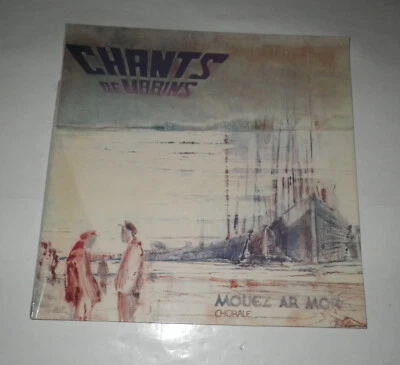 CHANTS
DE MARINS
MOUEZ AR MOR
CHORALE